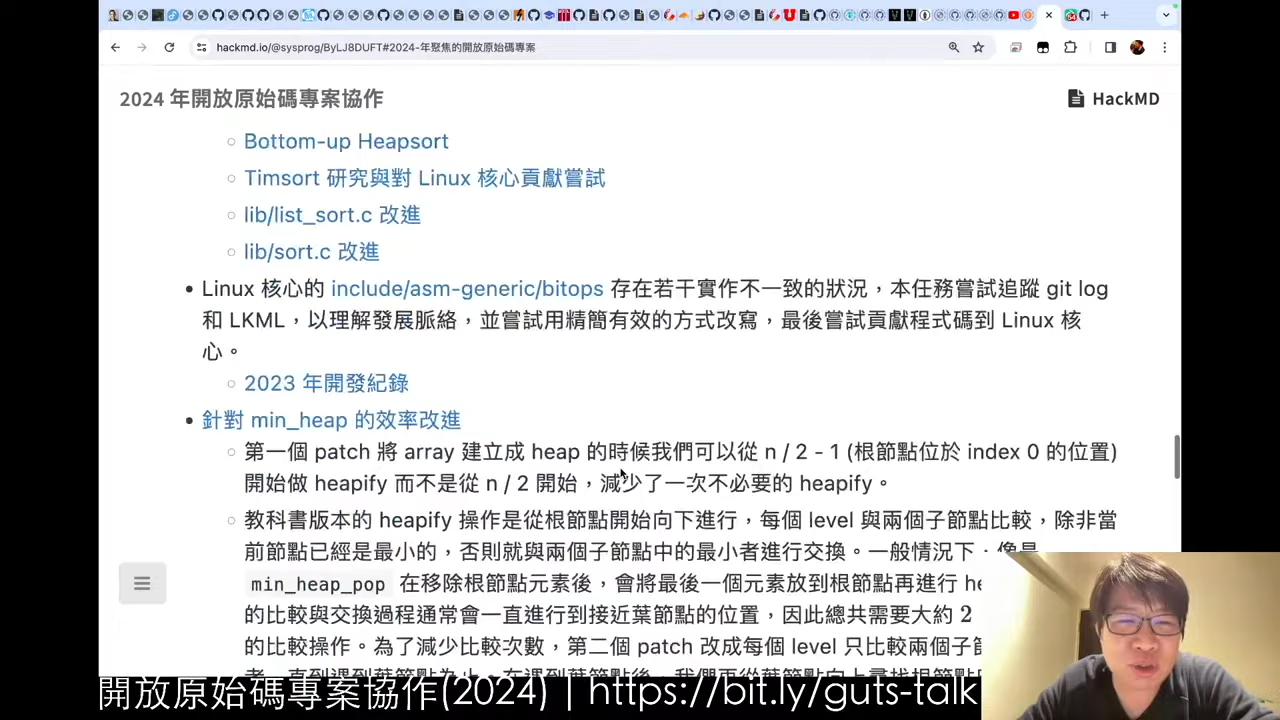 hackmd.io/@sysprog/ByLJ8DUFT#2024-年聚焦的開放原始碼專案
2024 年開放原始碼專案協作
HackMD
Bottom-up Heapsort
Timsort 研究與對 Linux 核心貢獻嘗試
lib/list_sort.c 改進
lib/sort.c 改進
Linux 核心的 include/asm-generic/bitops 存在若干實作不一致的狀況，本任務嘗試追蹤 git log
和 LKML，以理解發展脈絡，並嘗試用精簡有效的方式改寫，最後嘗試貢獻程式碼到 Linux 核
心。
2023 年開發紀錄
針對 min_heap 的效率改進
第一個 patch 將 array 建立成 heap 的時候我們可以從 n / 2 - 1 (根節點位於 index 0 的位置)
開始做 heapify 而不是從 n / 2 開始，減少了一次不必要的 heapify。
教科書版本的 heapify 操作是從根節點開始向下進行，每個 level 與兩個子節點比較，除非當
前節點已經是最小的，否則就與兩個子節點中的最小者進行交換。一般情況下，像是
min_heap_pop 在移除根節點元素後，會將最後一個元素放到根節點再進行 he
的比較與交換過程通常會一直進行到接近葉節點的位置，因此總共需要大約 2
的比較操作。為了減少比較次數，第二個 patch 改成每個 level 只比較兩個子節
開放原始碼專案協作(2024) | https://bit.ly/guts-talk